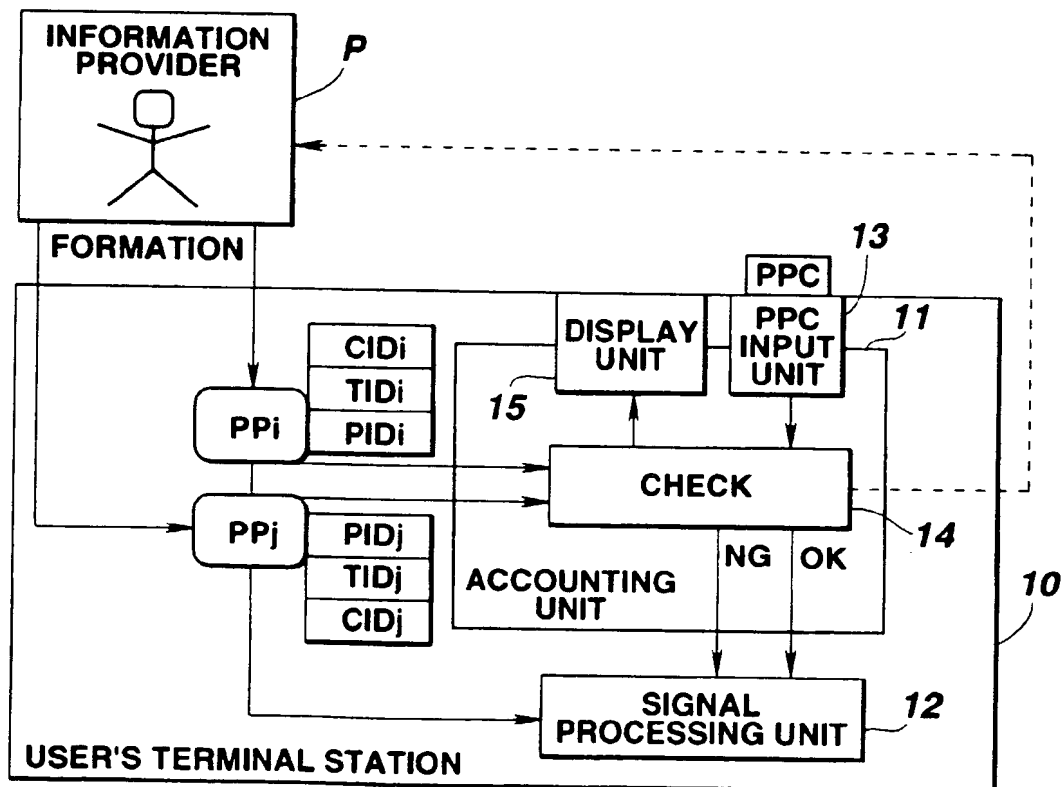 INFORMATION
PROVIDER
P
FORMATION
13
PPC
11
DISPLAY
UNIT
PPC
INPUT
UNIT
CIDi
TIDi
PIDi
15
PPi
CHECK
PPj
PIDj
TIDj
CIDj
14
NG
OK
ACCOUNTING
UNIT
10
SIGNAL
PROCESSING UNIT
12
USER'S TERMINAL STATION